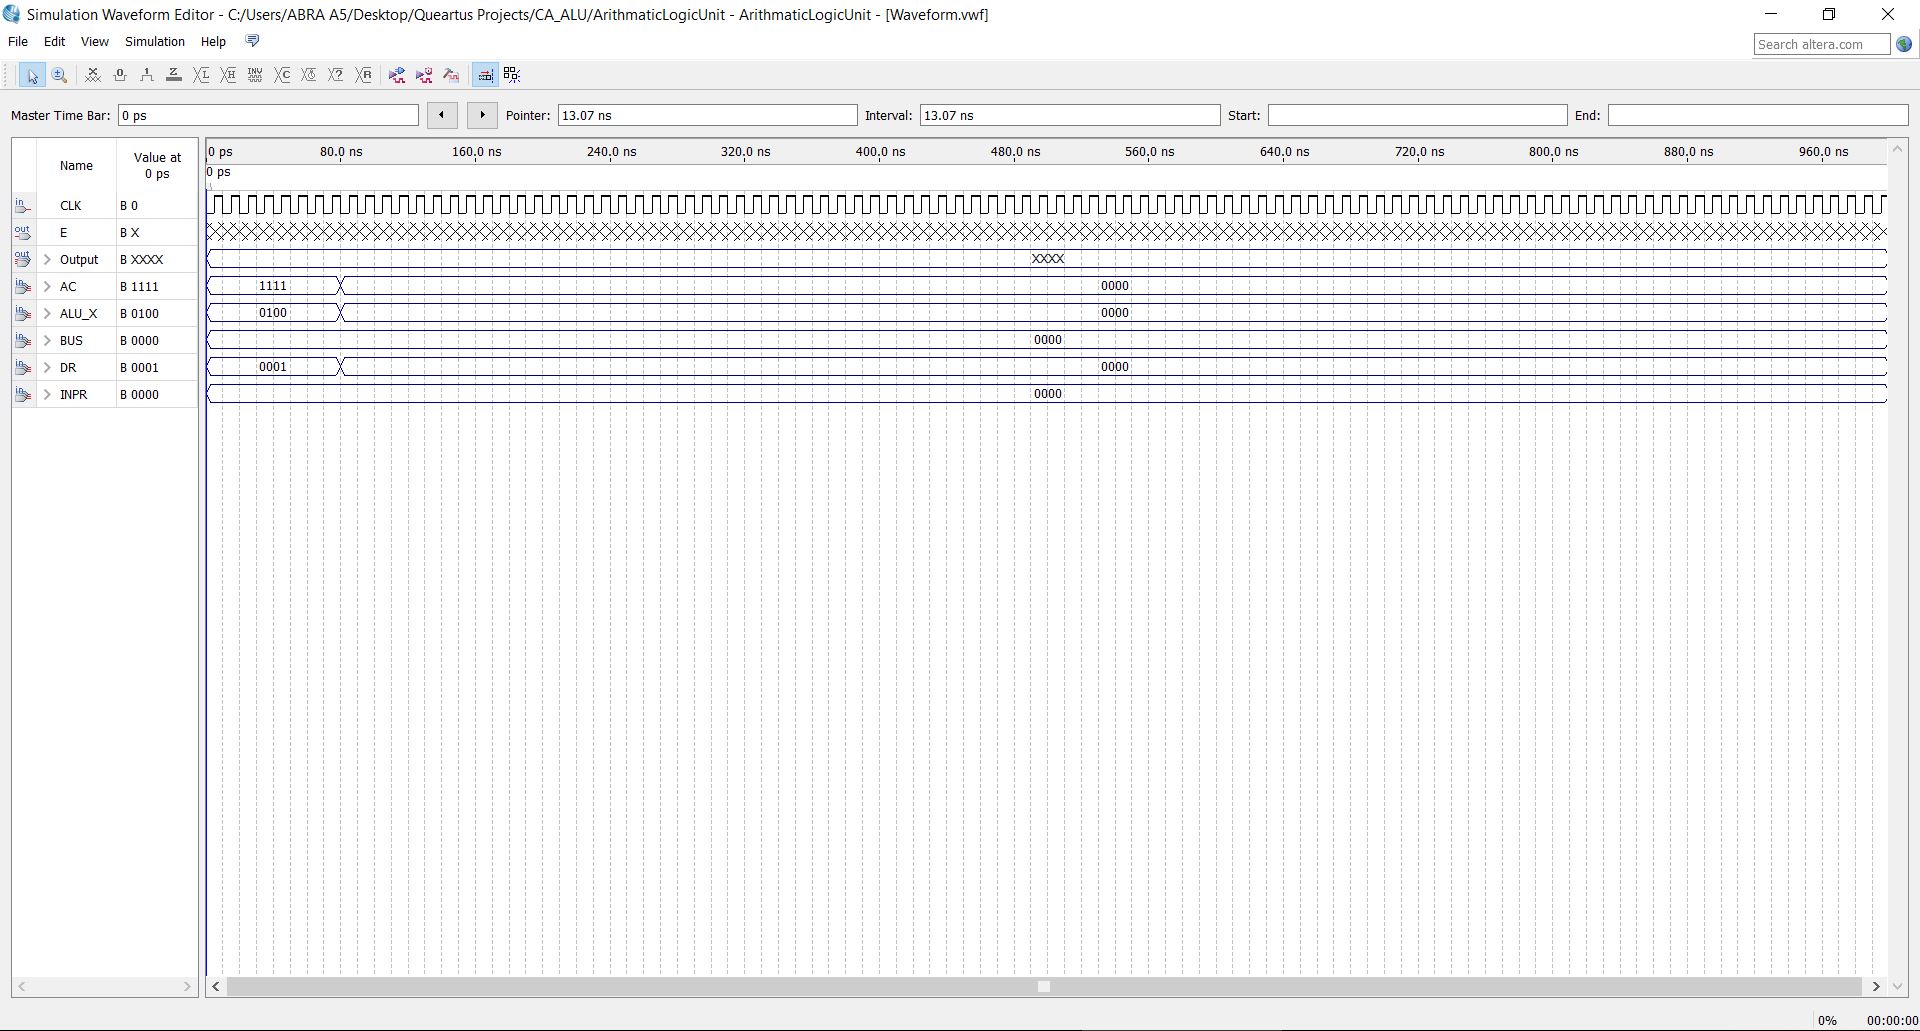 Simulation Waveform Editor - C:/Users/ABRA A5/Desktop/Queartus Projects/CA_ALU/ArithmaticLogicUnit - ArithmaticLogicUnit - [Waveform.vwf]
File Edit View Simulation Help
Search altera.com
Master Time Bar: 0 ps Pointer: 13.07 ns Interval: 13.07 ns Start: End:
Name Value at 0 ps
0 ps 80.0 ns 160.0 ns 240.0 ns 320.0 ns 400.0 ns 480.0 ns 560.0 ns 640.0 ns 720.0 ns 800.0 ns 880.0 ns 960.0 ns
0 ps
in CLK B 0
out E B X
out Output B XXXX XXXX
in AC B 1111 1111 0000
in ALU_X B 0100 0100 0000
in BUS B 0000 0000
in DR B 0001 0001 0000
in INPR B 0000 0000
0% 00:00:00